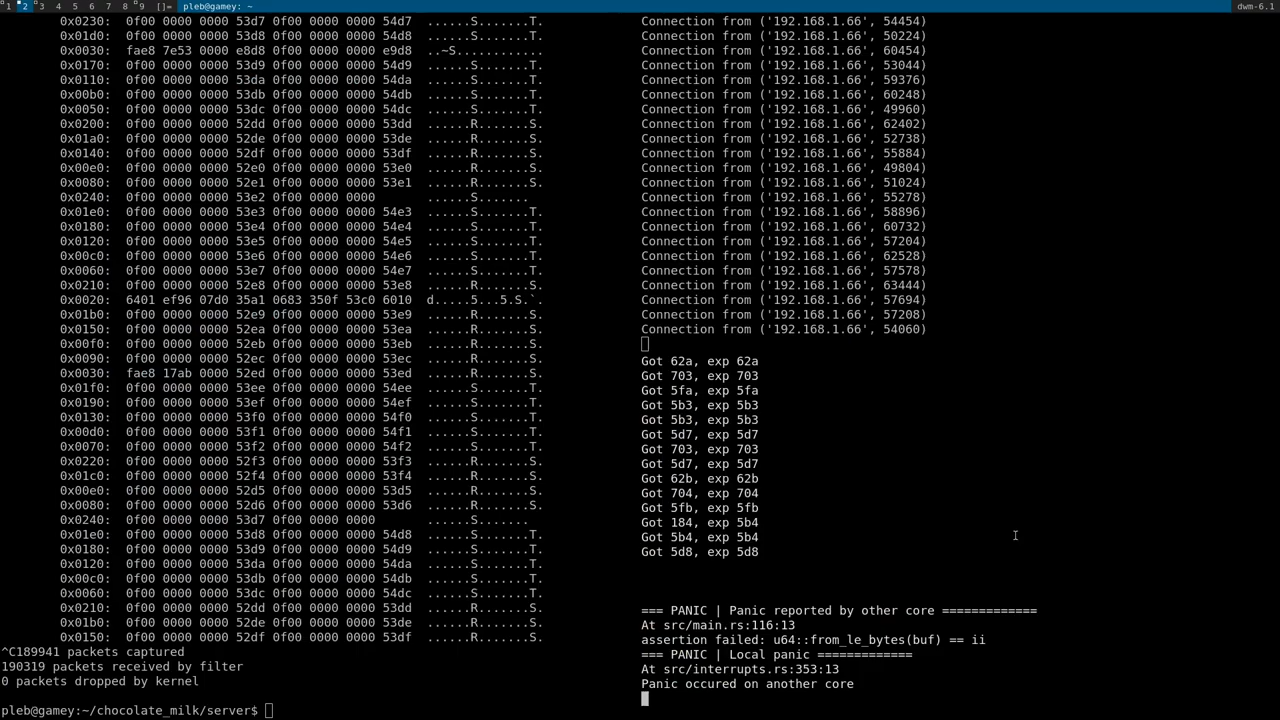 1 2 3 4 5 6 7 8 9 []= pleb@gamey: ~ dwm-6.1
0x0230: 0f00 0000 0000 53d7 0f00 0000 0000 54d7 ......S.......T.
0x01d0: 0f00 0000 0000 53d8 0f00 0000 0000 54d8 ......S.......T.
0x0030: fae8 7e53 0000 e8d8 0f00 0000 0000 e9d8 ..~S............
0x0170: 0f00 0000 0000 53d9 0f00 0000 0000 54d9 ......S.......T.
0x0110: 0f00 0000 0000 53da 0f00 0000 0000 54da ......S.......T.
0x00b0: 0f00 0000 0000 53db 0f00 0000 0000 54db ......S.......T.
0x0050: 0f00 0000 0000 53dc 0f00 0000 0000 54dc ......S.......T.
0x0200: 0f00 0000 0000 52dd 0f00 0000 0000 53dd ......R.......S.
0x01a0: 0f00 0000 0000 52de 0f00 0000 0000 53de ......R.......S.
0x0140: 0f00 0000 0000 52df 0f00 0000 0000 53df ......R.......S.
0x00e0: 0f00 0000 0000 52e0 0f00 0000 0000 53e0 ......R.......S.
0x0080: 0f00 0000 0000 52e1 0f00 0000 0000 53e1 ......R.......S.
0x0240: 0f00 0000 0000 53e2 0f00 0000 0000 ......S.......
0x01e0: 0f00 0000 0000 53e3 0f00 0000 0000 54e3 ......S.......T.
0x0180: 0f00 0000 0000 53e4 0f00 0000 0000 54e4 ......S.......T.
0x0120: 0f00 0000 0000 53e5 0f00 0000 0000 54e5 ......S.......T.
0x00c0: 0f00 0000 0000 53e6 0f00 0000 0000 54e6 ......S.......T.
0x0060: 0f00 0000 0000 53e7 0f00 0000 0000 54e7 ......S.......T.
0x0210: 0f00 0000 0000 52e8 0f00 0000 0000 53e8 ......R.......S.
0x0020: 6401 ef96 07d0 35a1 0683 350f 53c0 6010 d.....5...5.S.`.
0x01b0: 0f00 0000 0000 52e9 0f00 0000 0000 53e9 ......R.......S.
0x0150: 0f00 0000 0000 52ea 0f00 0000 0000 53ea ......R.......S.
0x00f0: 0f00 0000 0000 52eb 0f00 0000 0000 53eb ......R.......S.
0x0090: 0f00 0000 0000 52ec 0f00 0000 0000 53ec ......R.......S.
0x0030: fae8 17ab 0000 52ed 0f00 0000 0000 53ed ......R.......S.
0x01f0: 0f00 0000 0000 53ee 0f00 0000 0000 54ee ......S.......T.
0x0190: 0f00 0000 0000 53ef 0f00 0000 0000 54ef ......S.......T.
0x0130: 0f00 0000 0000 53f0 0f00 0000 0000 54f0 ......S.......T.
0x00d0: 0f00 0000 0000 53f1 0f00 0000 0000 54f1 ......S.......T.
0x0070: 0f00 0000 0000 53f2 0f00 0000 0000 54f2 ......S.......T.
0x0220: 0f00 0000 0000 52f3 0f00 0000 0000 53f3 ......R.......S.
0x01c0: 0f00 0000 0000 52f4 0f00 0000 0000 53f4 ......R.......S.
0x00e0: 0f00 0000 0000 52d5 0f00 0000 0000 53d5 ......R.......S.
0x0080: 0f00 0000 0000 52d6 0f00 0000 0000 53d6 ......R.......S.
0x0240: 0f00 0000 0000 53d7 0f00 0000 0000 ......S.......
0x01e0: 0f00 0000 0000 53d8 0f00 0000 0000 54d8 ......S.......T.
0x0180: 0f00 0000 0000 53d9 0f00 0000 0000 54d9 ......S.......T.
0x0120: 0f00 0000 0000 53da 0f00 0000 0000 54da ......S.......T.
0x00c0: 0f00 0000 0000 53db 0f00 0000 0000 54db ......S.......T.
0x0060: 0f00 0000 0000 53dc 0f00 0000 0000 54dc ......S.......T.
0x0210: 0f00 0000 0000 52dd 0f00 0000 0000 53dd ......R.......S.
0x01b0: 0f00 0000 0000 52de 0f00 0000 0000 53de ......R.......S.
0x0150: 0f00 0000 0000 52df 0f00 0000 0000 53df ......R.......S.
^C189941 packets captured
190319 packets received by filter
0 packets dropped by kernel
pleb@gamey:~/chocolate_milk/server$
Connection from ('192.168.1.66', 54454)
Connection from ('192.168.1.66', 50224)
Connection from ('192.168.1.66', 60454)
Connection from ('192.168.1.66', 53044)
Connection from ('192.168.1.66', 59376)
Connection from ('192.168.1.66', 60248)
Connection from ('192.168.1.66', 49960)
Connection from ('192.168.1.66', 62402)
Connection from ('192.168.1.66', 52738)
Connection from ('192.168.1.66', 55884)
Connection from ('192.168.1.66', 49804)
Connection from ('192.168.1.66', 51024)
Connection from ('192.168.1.66', 55278)
Connection from ('192.168.1.66', 58896)
Connection from ('192.168.1.66', 60732)
Connection from ('192.168.1.66', 57204)
Connection from ('192.168.1.66', 62528)
Connection from ('192.168.1.66', 57578)
Connection from ('192.168.1.66', 63444)
Connection from ('192.168.1.66', 57694)
Connection from ('192.168.1.66', 57208)
Connection from ('192.168.1.66', 54060)
Got 62a, exp 62a
Got 703, exp 703
Got 5fa, exp 5fa
Got 5b3, exp 5b3
Got 5b3, exp 5b3
Got 5d7, exp 5d7
Got 703, exp 703
Got 5d7, exp 5d7
Got 62b, exp 62b
Got 704, exp 704
Got 5fb, exp 5fb
Got 184, exp 5b4
Got 5b4, exp 5b4
Got 5d8, exp 5d8
=== PANIC | Panic reported by other core =============
At src/main.rs:116:13
assertion failed: u64::from_le_bytes(buf) == ii
=== PANIC | Local panic =============
At src/interrupts.rs:353:13
Panic occured on another core